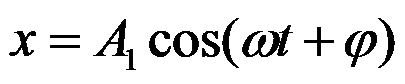 x = A₁ cos(ωt + φ)